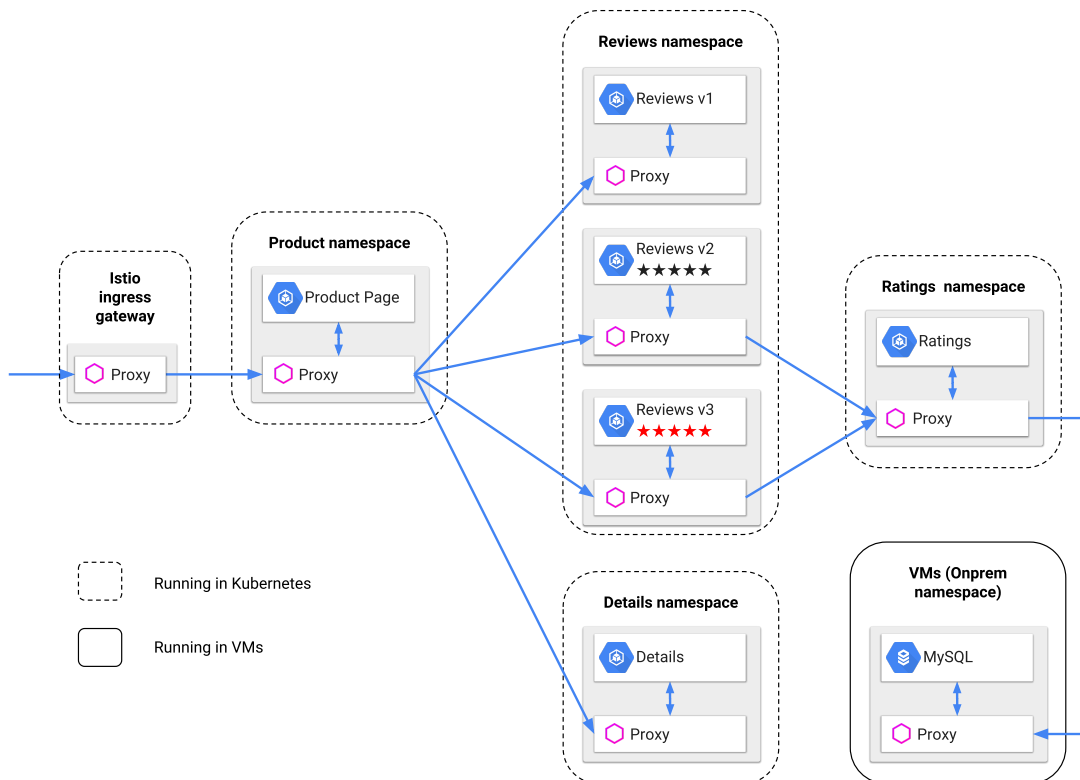 Istio
ingress
gateway
Proxy
Product namespace
Product Page
Proxy
Reviews namespace
Reviews v1
Proxy
Reviews v2
★★★★★
Proxy
Reviews v3
★★★★★
Proxy
Ratings namespace
Ratings
Proxy
Details namespace
Details
Proxy
VMs (Onprem
namespace)
MySQL
Proxy
Running in Kubernetes
Running in VMs